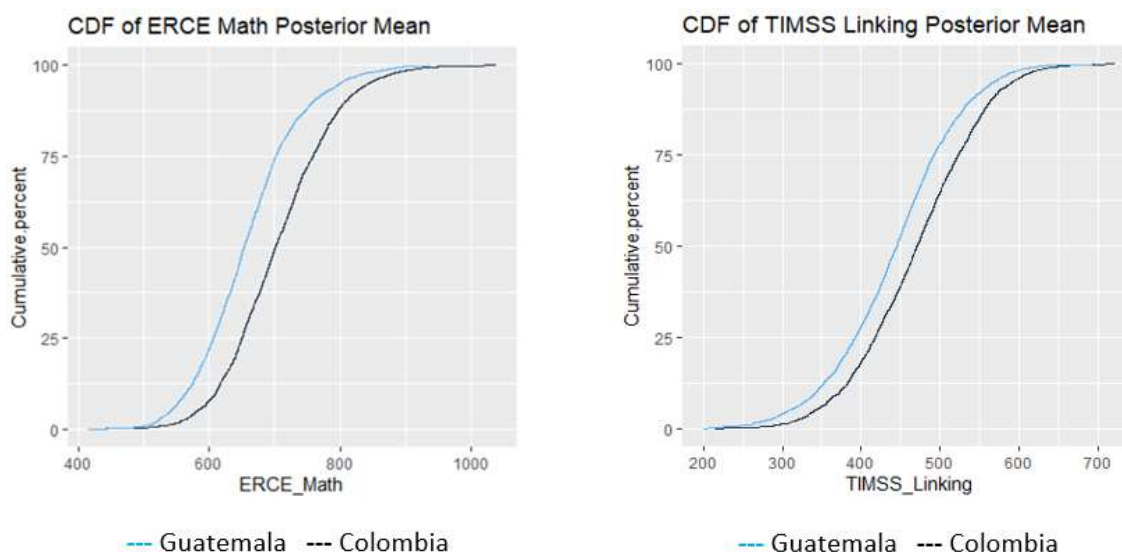 CDF of ERCE Math Posterior Mean
100
75
50
25
0
Cumulative.percent
400 600 800 1000
ERCE_Math
--- Guatemala --- Colombia
CDF of TIMSS Linking Posterior Mean
100
75
50
25
0
Cumulative.percent
200 300 400 500 600 700
TIMSS_Linking
--- Guatemala --- Colombia